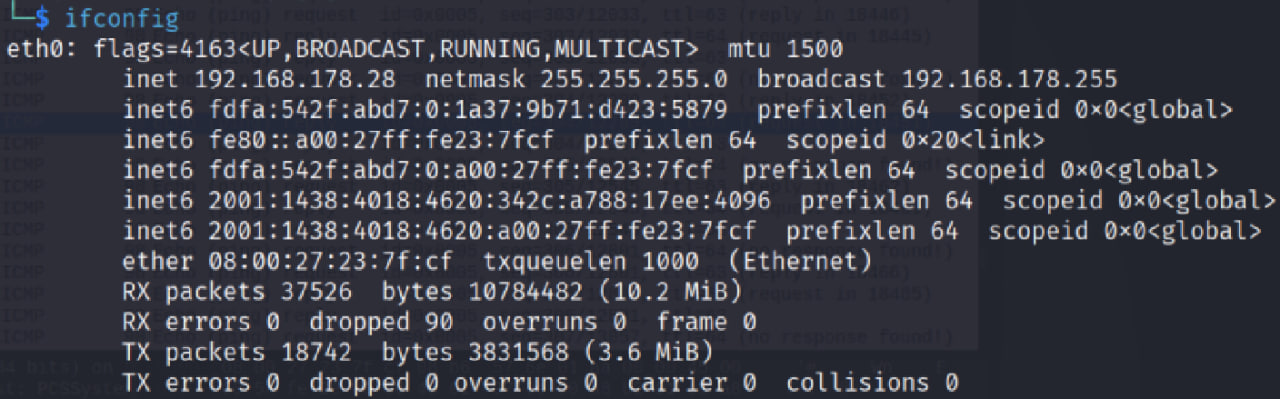 └─$ ifconfig
eth0: flags=4163<UP,BROADCAST,RUNNING,MULTICAST>  mtu 1500
        inet 192.168.178.28  netmask 255.255.255.0  broadcast 192.168.178.255
        inet6 fdfa:542f:abd7:0:1a37:9b71:d423:5879  prefixlen 64  scopeid 0×0<global>
        inet6 fe80::a00:27ff:fe23:7fcf  prefixlen 64  scopeid 0×20<link>
        inet6 fdfa:542f:abd7:0:a00:27ff:fe23:7fcf  prefixlen 64  scopeid 0×0<global>
        inet6 2001:1438:4018:4620:342c:a788:17ee:4096  prefixlen 64  scopeid 0×0<global>
        inet6 2001:1438:4018:4620:a00:27ff:fe23:7fcf  prefixlen 64  scopeid 0×0<global>
        ether 08:00:27:23:7f:cf  txqueuelen 1000  (Ethernet)
        RX packets 37526  bytes 10784482 (10.2 MiB)
        RX errors 0  dropped 90  overruns 0  frame 0
        TX packets 18742  bytes 3831568 (3.6 MiB)
        TX errors 0  dropped 0 overruns 0  carrier 0  collisions 0